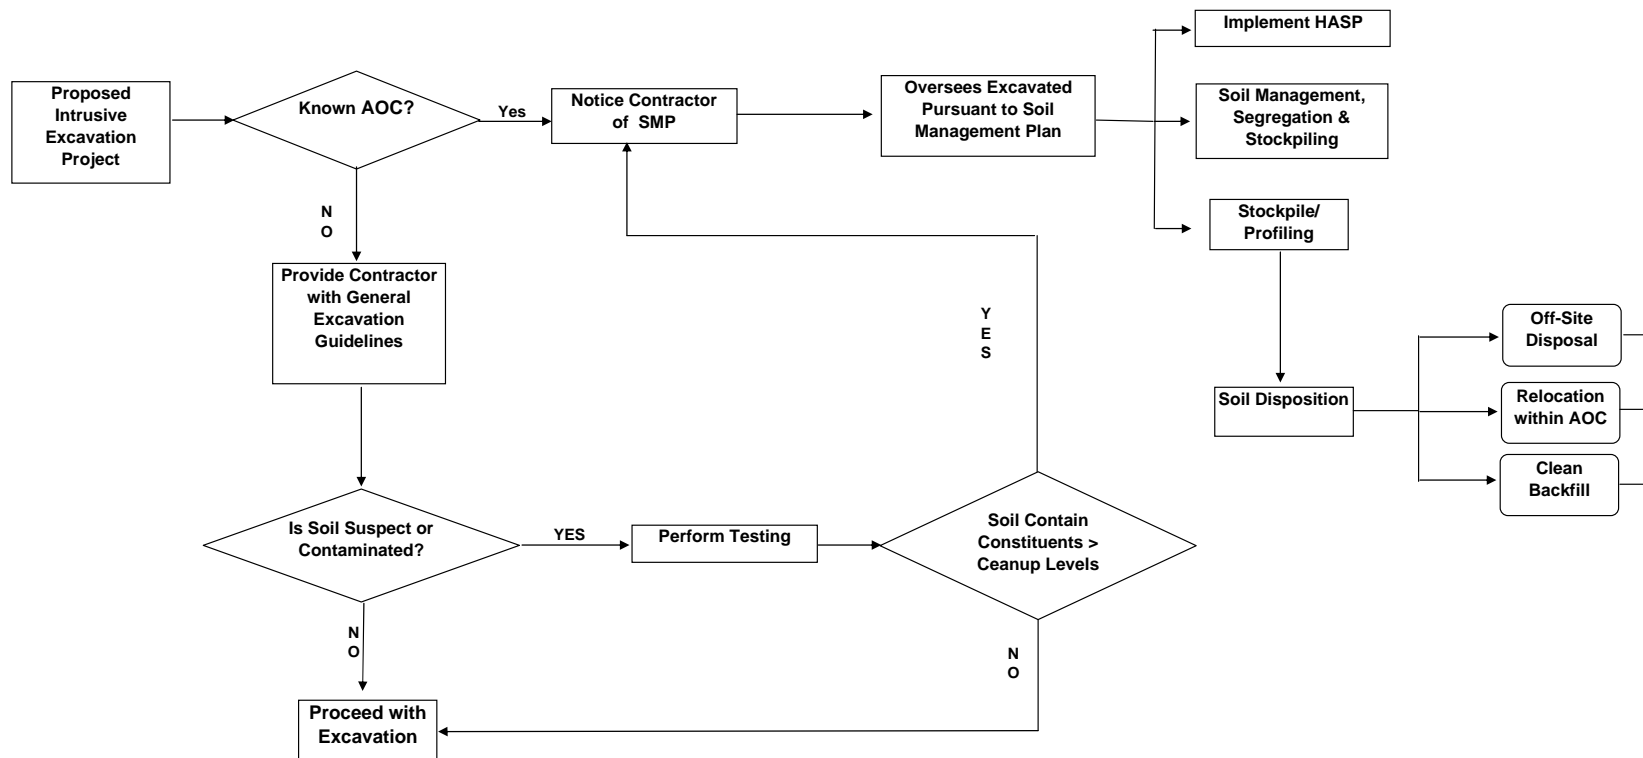 Proposed
Intrusive
Excavation
Project
Known AOC?
Yes
Notice Contractor
of SMP
Oversees Excavated
Pursuant to Soil
Management Plan
Implement HASP
Soil Management,
Segregation &
Stockpiling
Stockpile/
Profiling
N
O
Provide Contractor
with General
Excavation
Guidelines
Y
E
S
Off-Site
Disposal
Soil Disposition
Relocation
within AOC
Clean
Backfill
Is Soil Suspect or
Contaminated?
YES
Perform Testing
Soil Contain
Constituents >
Ceanup Levels
N
O
N
O
Proceed with
Excavation